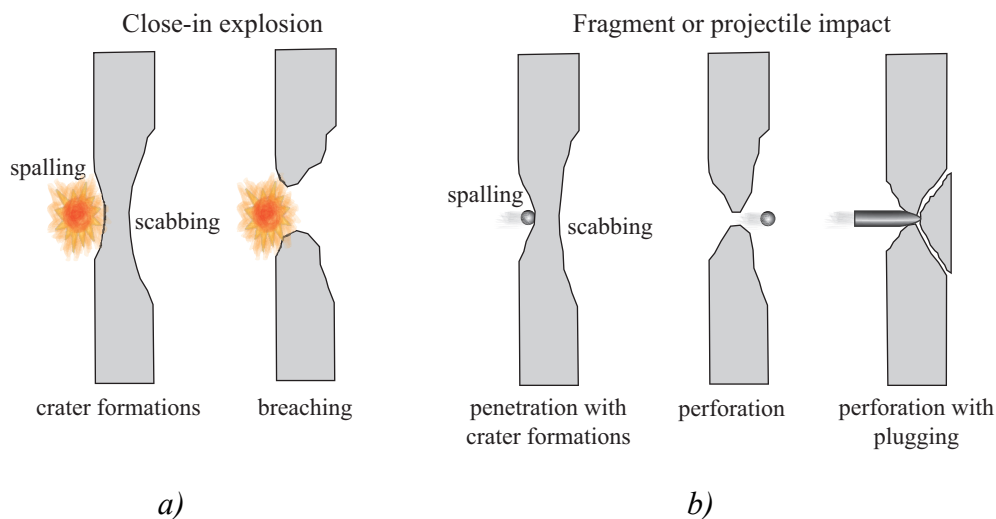 Close-in explosion
spalling
scabbing
crater formations
breaching
a)
Fragment or projectile impact
spalling
scabbing
penetration with
crater formations
perforation
perforation with
plugging
b)